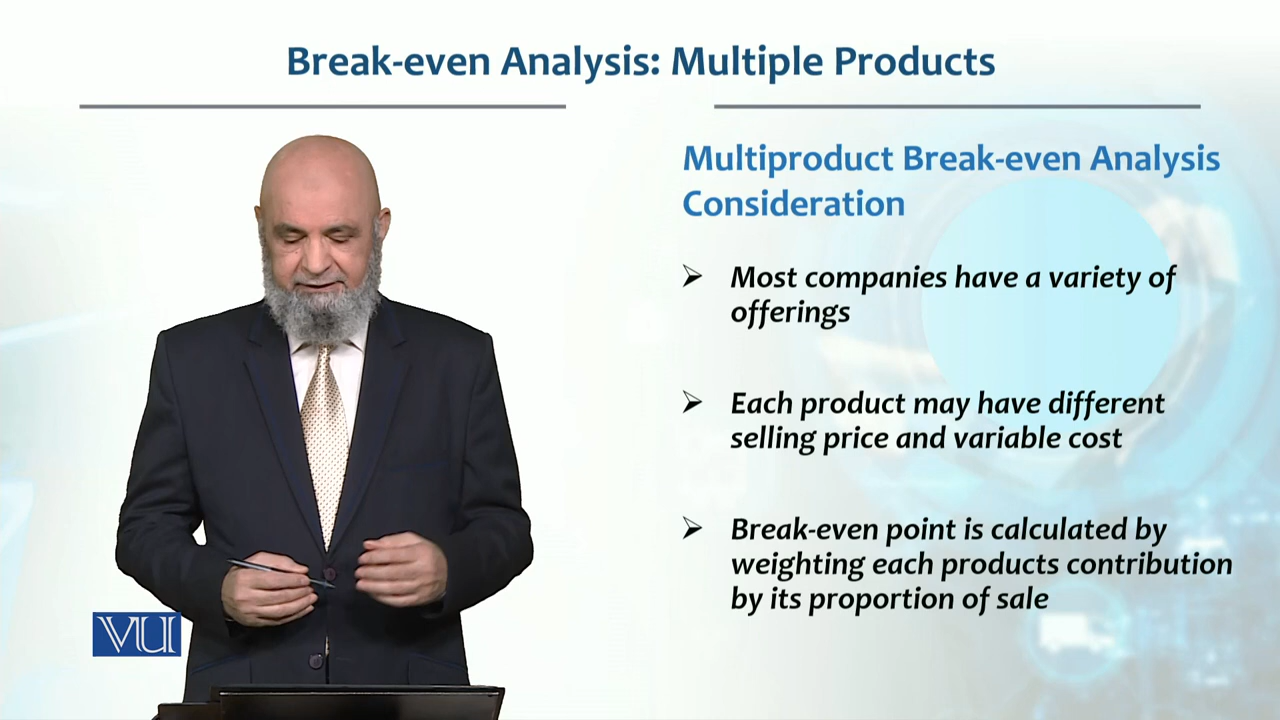 Break-even Analysis: Multiple Products
Multiproduct Break-even Analysis
Consideration
Most companies have a variety of
offerings
Each product may have different
selling price and variable cost
Break-even point is calculated by
weighting each products contribution
by its proportion of sale
VU